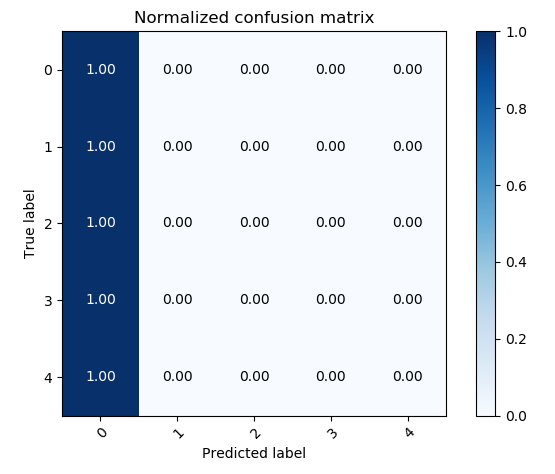 Normalized confusion matrix
True label
0 1.00 0.00 0.00 0.00 0.00
1 1.00 0.00 0.00 0.00 0.00
2 1.00 0.00 0.00 0.00 0.00
3 1.00 0.00 0.00 0.00 0.00
4 1.00 0.00 0.00 0.00 0.00
0 1 2 3 4
Predicted label
1.0
0.8
0.6
0.4
0.2
0.0